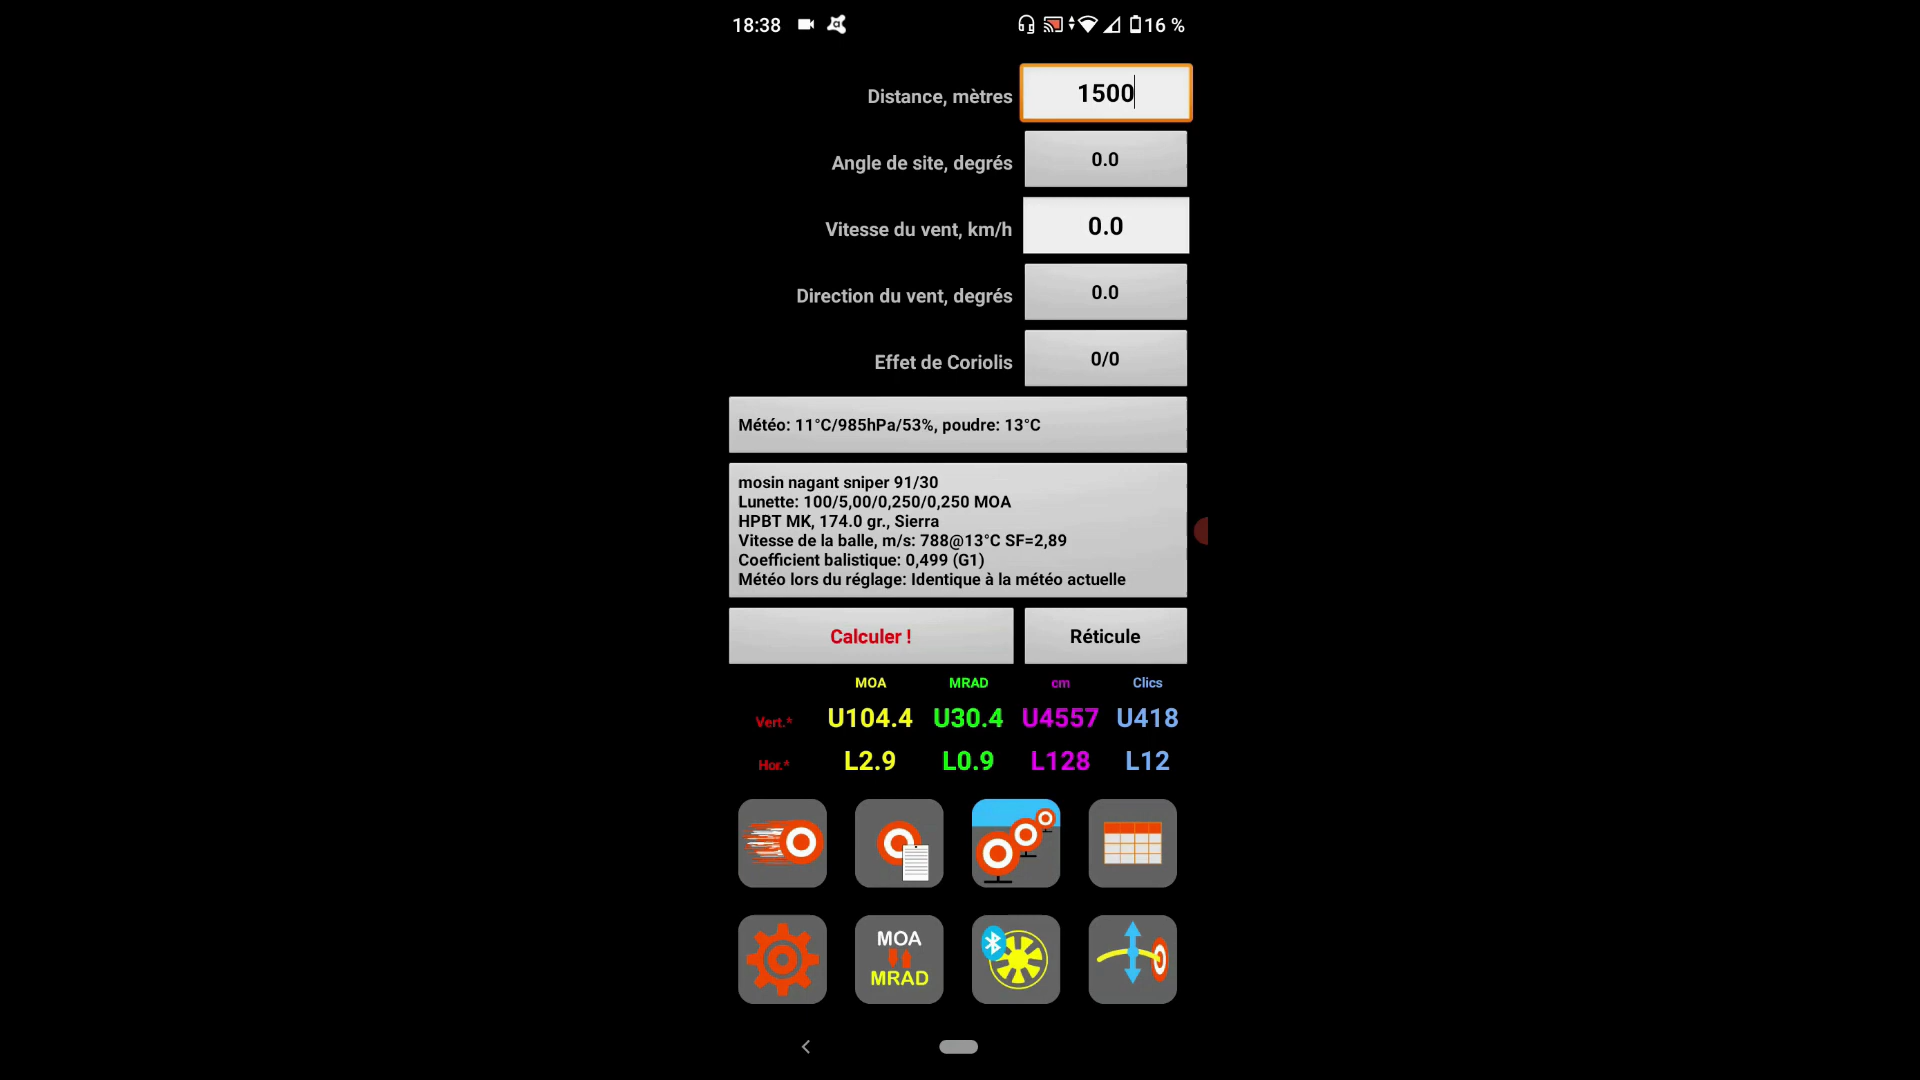 18:38 16 %
Distance, mètres 1500
Angle de site, degrés 0.0
Vitesse du vent, km/h 0.0
Direction du vent, degrés 0.0
Effet de Coriolis 0/0
Météo: 11°C/985hPa/53%, poudre: 13°C
mosin nagant sniper 91/30
Lunette: 100/5,00/0,250/0,250 MOA
HPBT MK, 174.0 gr., Sierra
Vitesse de la balle, m/s: 788@13°C SF=2,89
Coefficient balistique: 0,499 (G1)
Météo lors du réglage: Identique à la météo actuelle
Calculer ! Réticule
MOA MRAD cm Clics
Vert.* U104.4 U30.4 U4557 U418
Hor.* L2.9 L0.9 L128 L12
MOA
MRAD